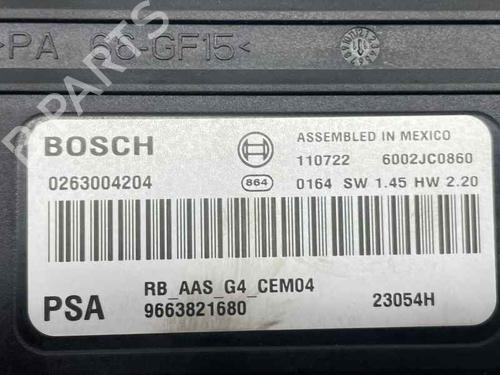 >PA 66-GF15<
BOSCH
ASSEMBLED IN MEXICO
110722 6002JC0860
0263004204
864
0164 SW 1.45 HW 2.20
RB_AAS_G4_CEM04
PSA
9663821680
23054H
B-PARTS